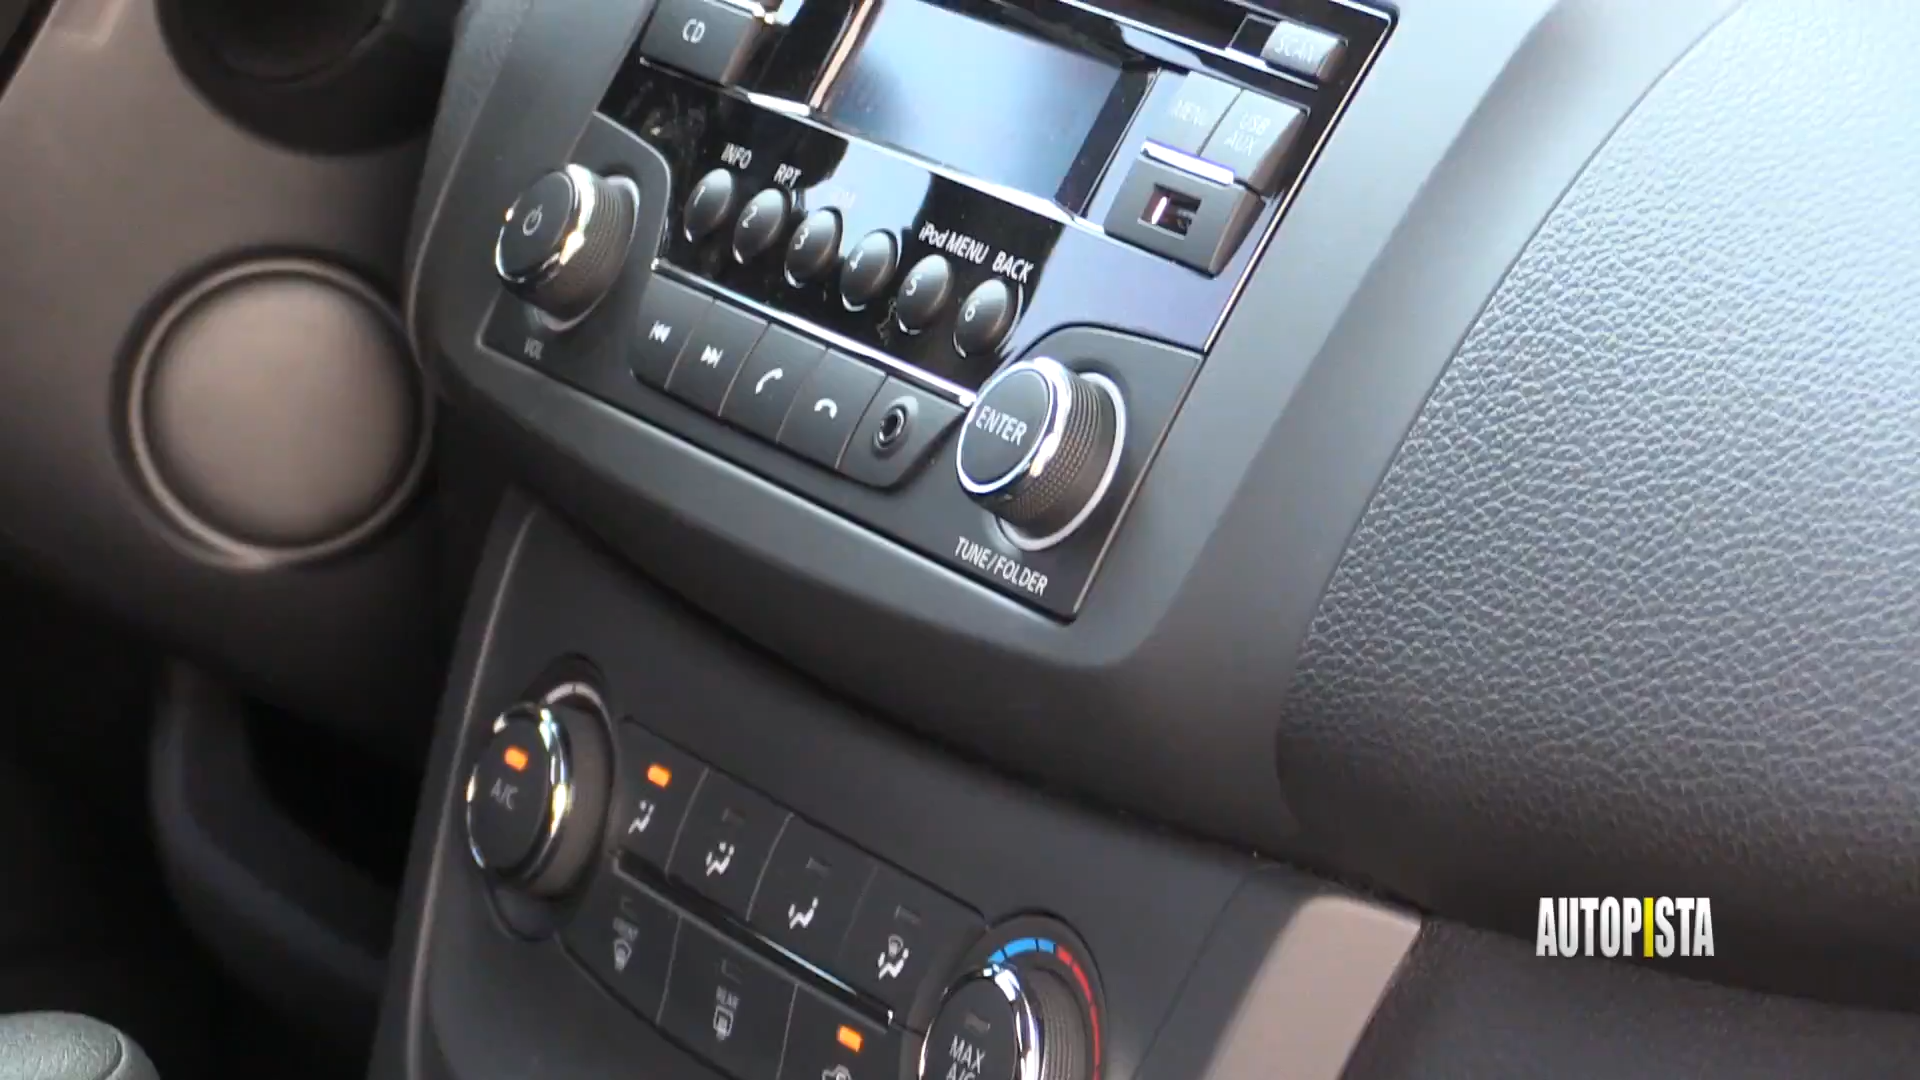 CD
SCAN
MENU
USB
AUX
INFO
RPT
iPod MENU
BACK
1
2
3
4
5
6
VOL
ENTER
TUNE/FOLDER
A/C
FRONT
REAR
MAX
A/C
AUTOPISTA